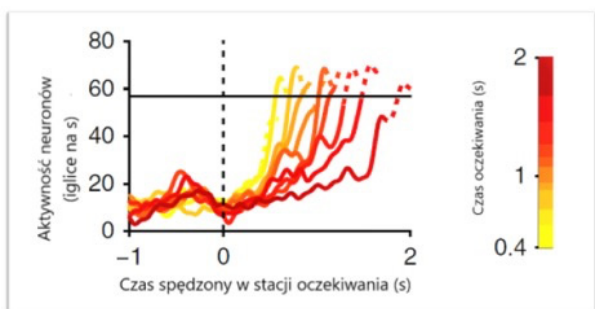 Aktywność neuronów
(iglice na s)
80
60
40
20
0
−1
0
2
Czas spędzony w stacji oczekiwania (s)
Czas oczekiwania (s)
2
1
0.4